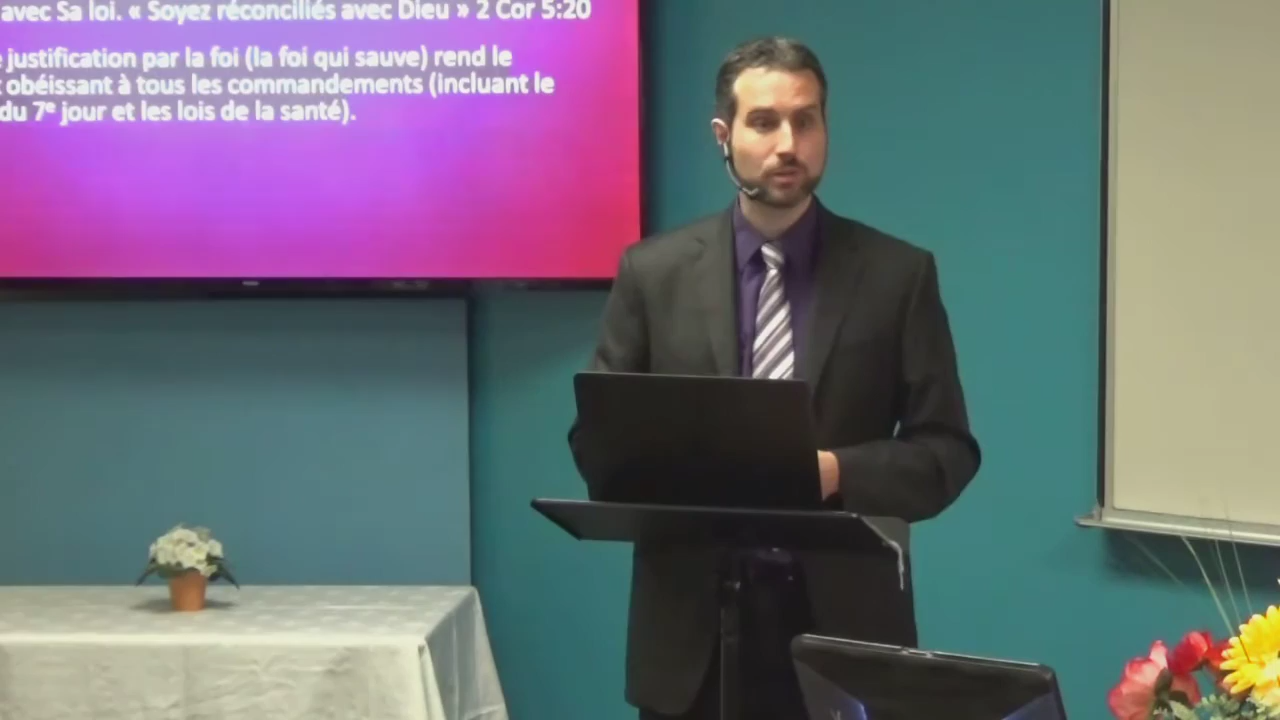 avec Sa loi. « Soyez réconciliés avec Dieu » 2 Cor 5:20
justification par la foi (la foi qui sauve) rend le
obéissant à tous les commandements (incluant le
du 7e jour et les lois de la santé).